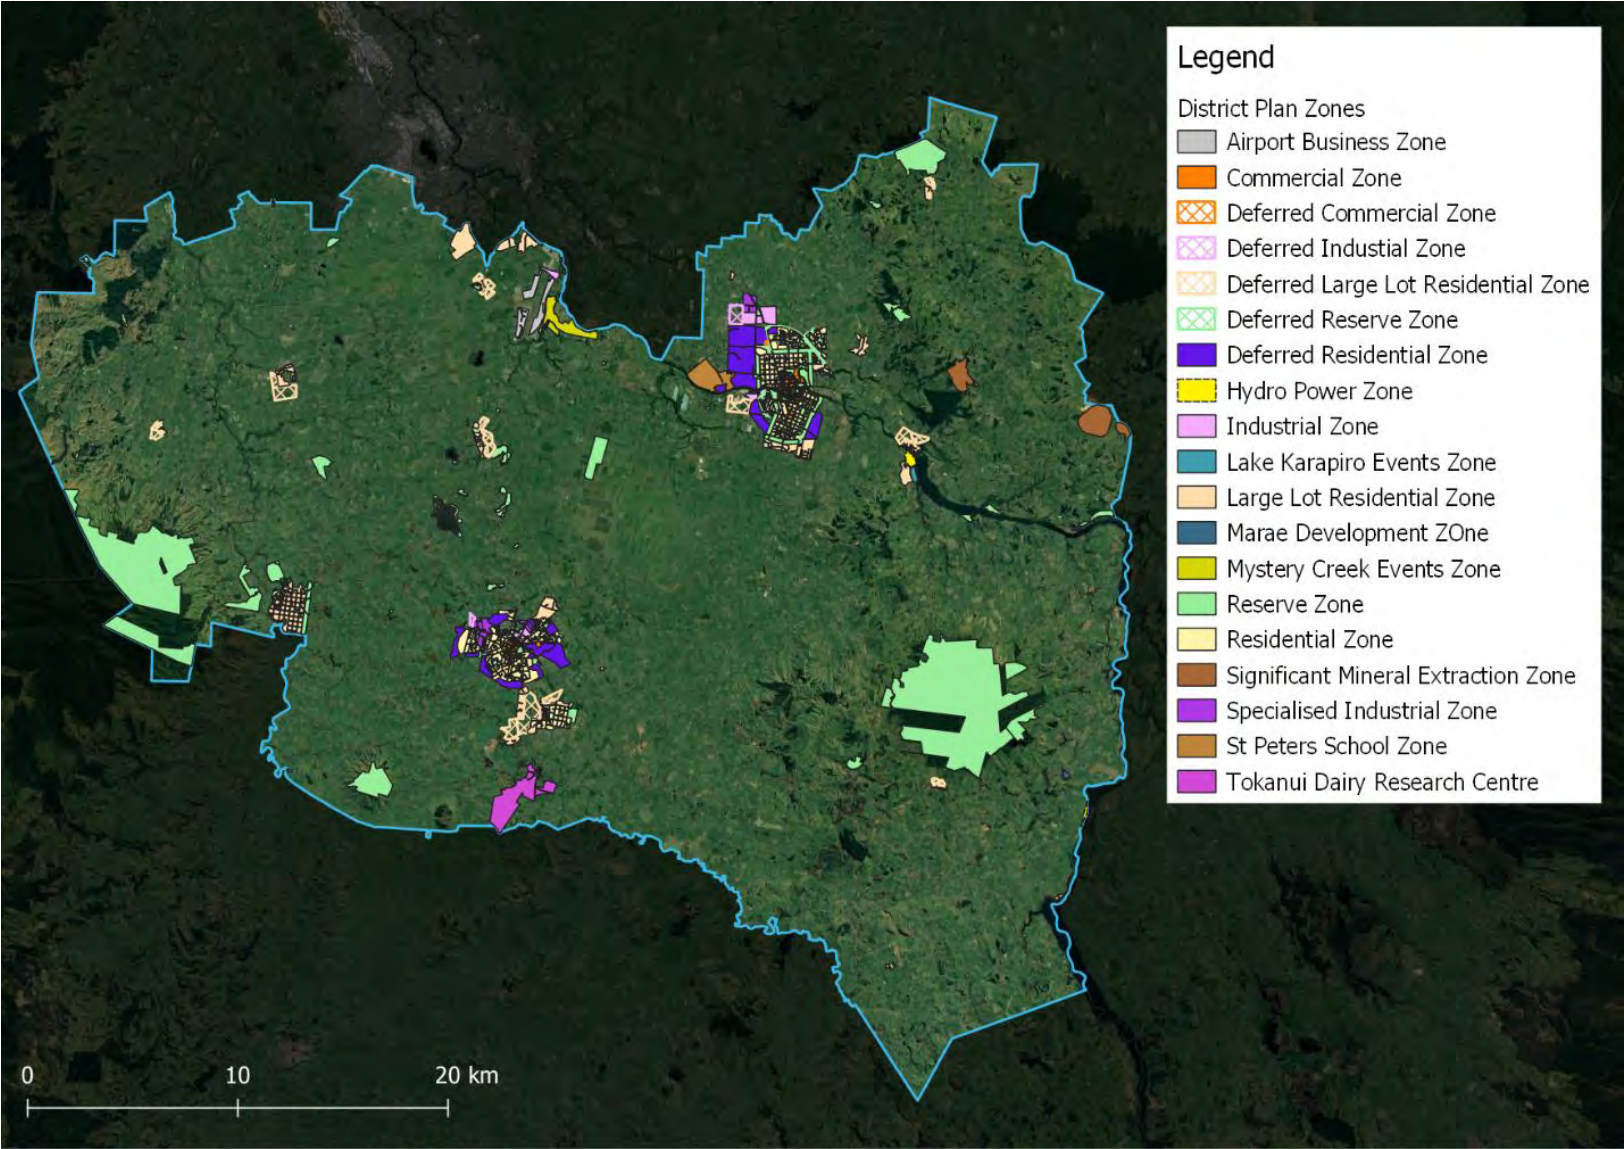 Legend
District Plan Zones
Airport Business Zone
Commercial Zone
Deferred Commercial Zone
Deferred Industial Zone
Deferred Large Lot Residential Zone
Deferred Reserve Zone
Deferred Residential Zone
Hydro Power Zone
Industrial Zone
Lake Karapiro Events Zone
Large Lot Residential Zone
Marae Development ZOne
Mystery Creek Events Zone
Reserve Zone
Residential Zone
Significant Mineral Extraction Zone
Specialised Industrial Zone
St Peters School Zone
Tokanui Dairy Research Centre
0 10 20 km